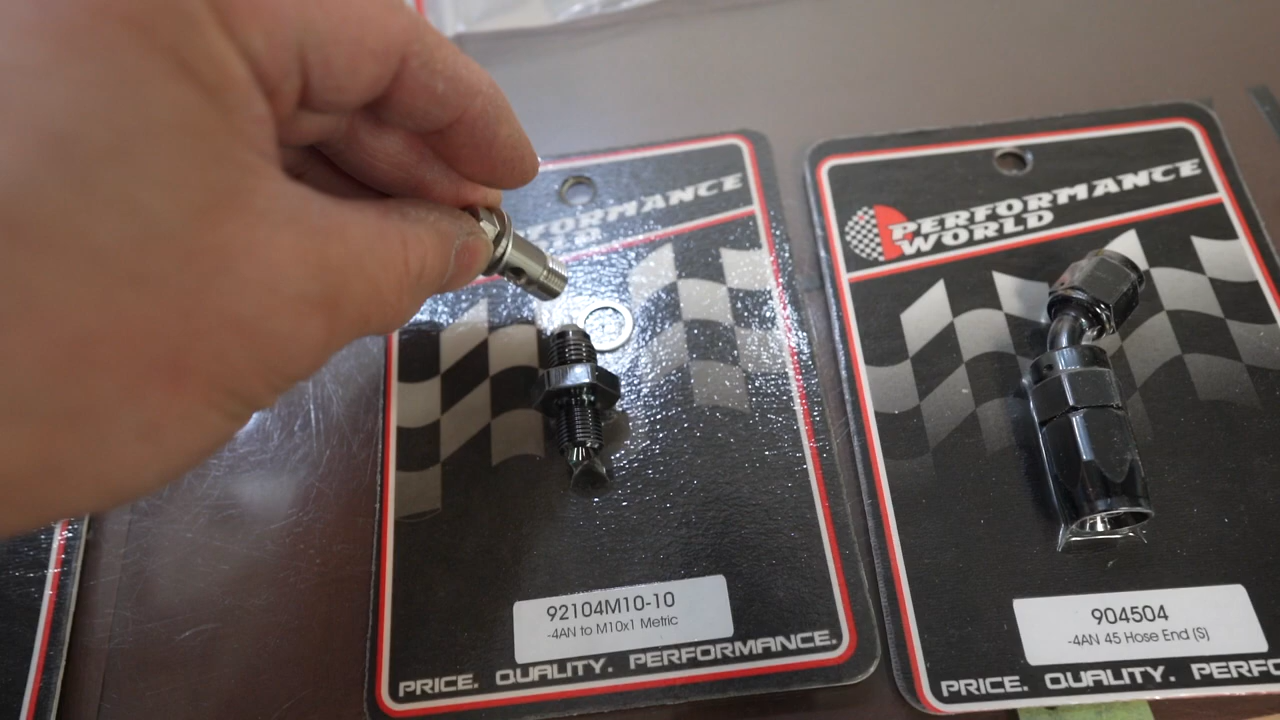 PERFORMANCE
92104M10-10
-4AN to M10x1 Metric
PRICE. QUALITY. PERFORMANCE.
PERFORMANCE
WORLD
904504
-4AN 45 Hose End (S)
PRICE. QUALITY. PERFO